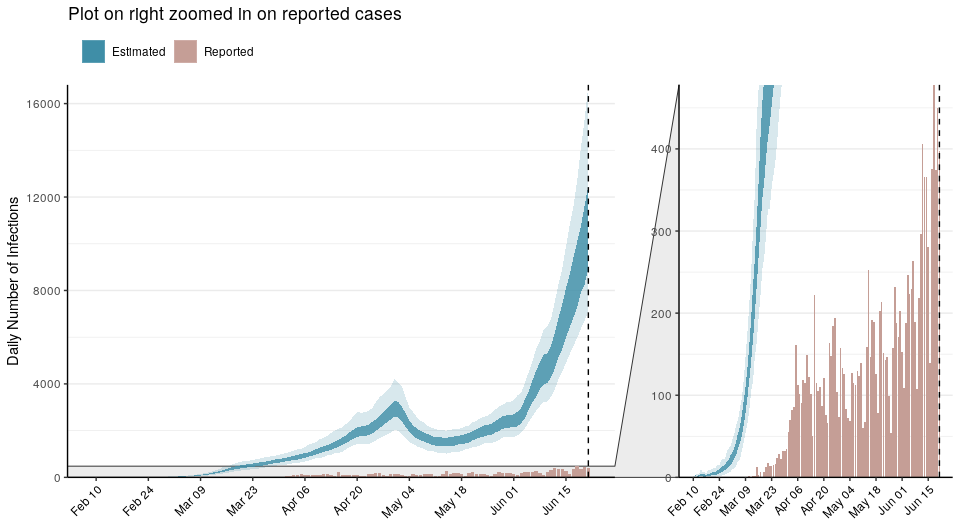 Plot on right zoomed in on reported cases
Estimated Reported
Daily Number of Infections
16000
12000
8000
4000
0
Feb 10 Feb 24 Mar 09 Mar 23 Apr 06 Apr 20 May 04 May 18 Jun 01 Jun 15
400
300
200
100
0
Feb 10 Feb 24 Mar 09 Mar 23 Apr 06 Apr 20 May 04 May 18 Jun 01 Jun 15